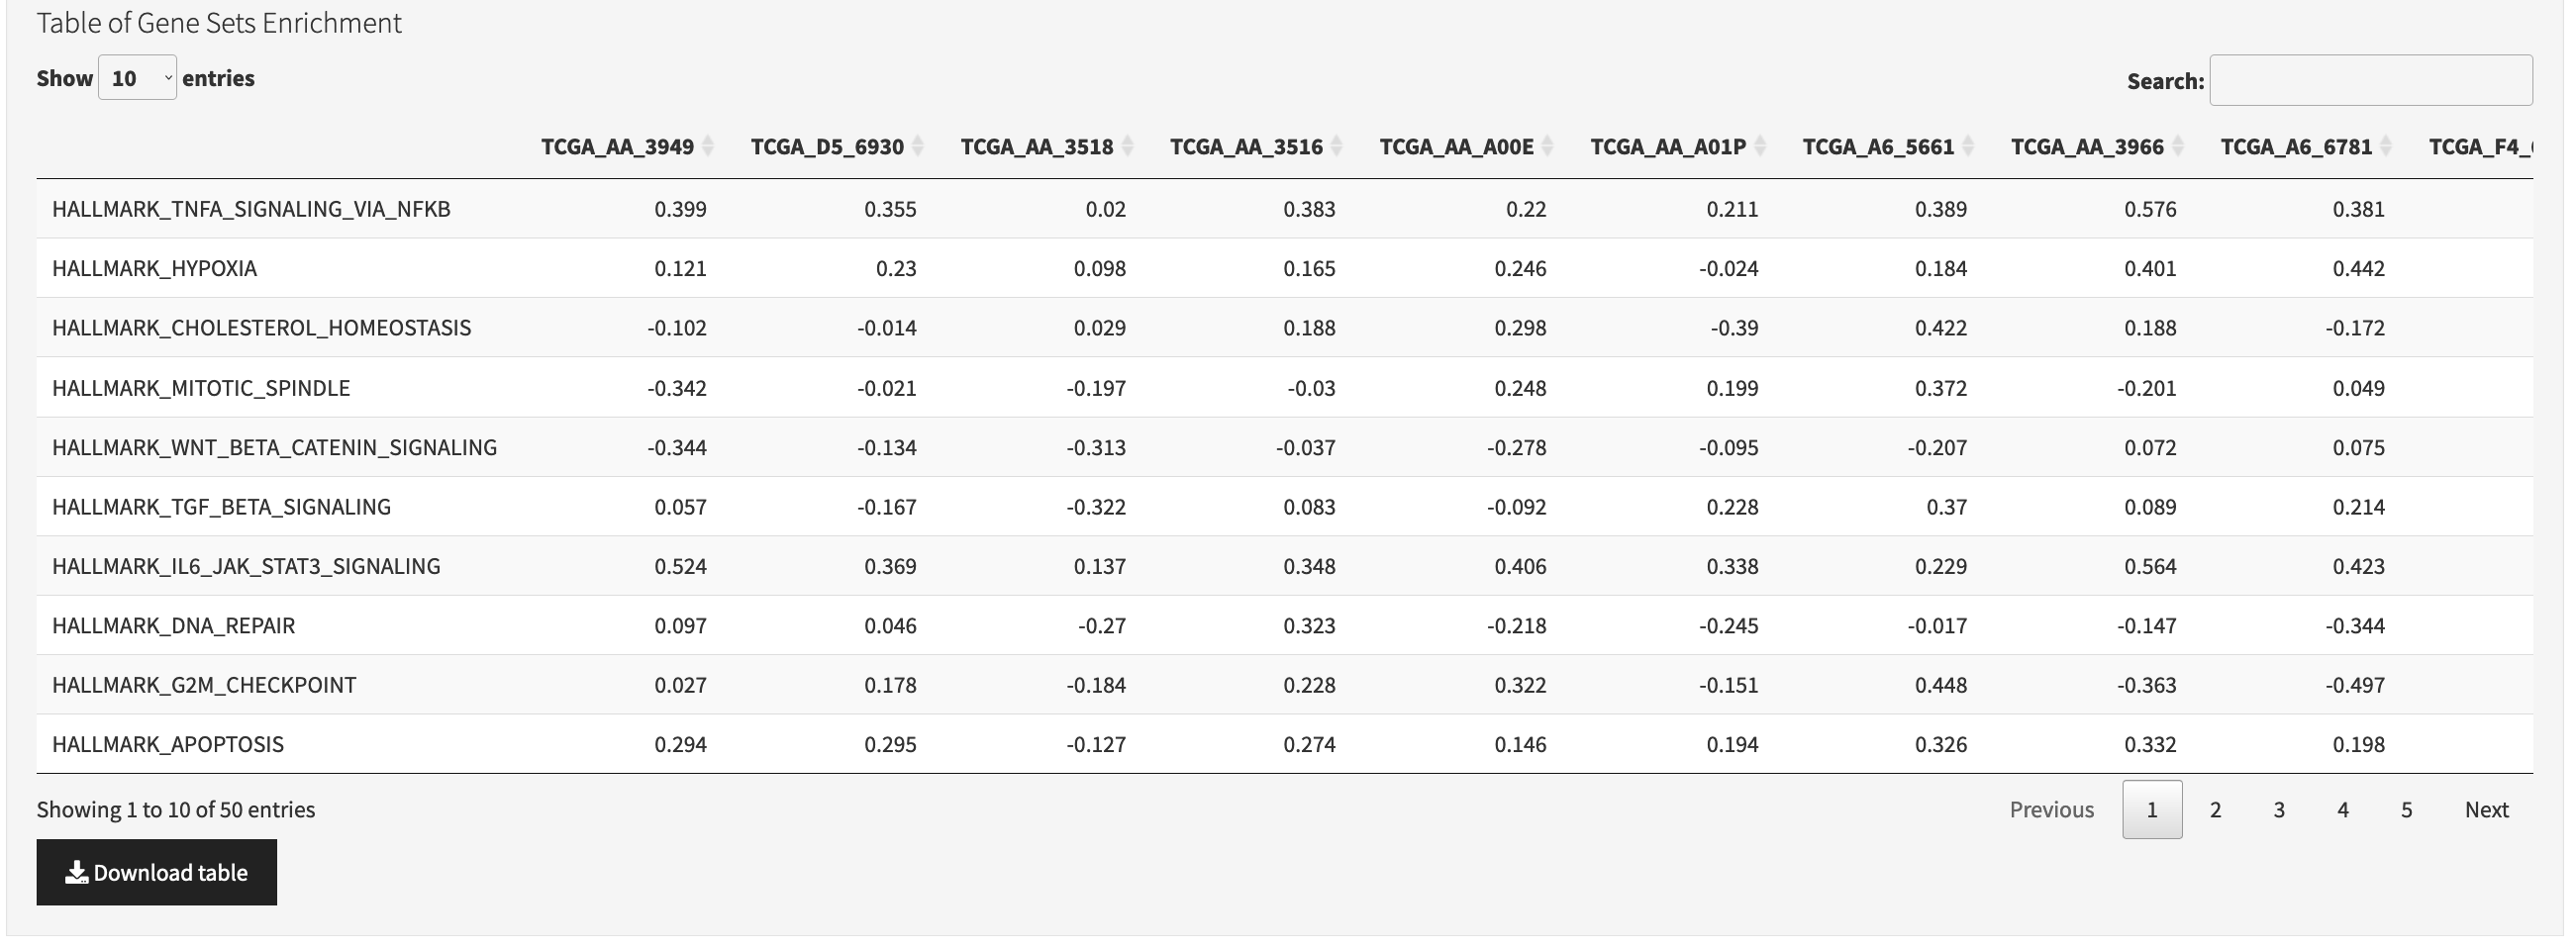 Table of Gene Sets Enrichment
Show 10 entries Search:
TCGA_AA_3949 TCGA_D5_6930 TCGA_AA_3518 TCGA_AA_3516 TCGA_AA_A00E TCGA_AA_A01P TCGA_A6_5661 TCGA_AA_3966 TCGA_A6_6781 TCGA_F4_
HALLMARK_TNFA_SIGNALING_VIA_NFKB 0.399 0.355 0.02 0.383 0.22 0.211 0.389 0.576 0.381
HALLMARK_HYPOXIA 0.121 0.23 0.098 0.165 0.246 -0.024 0.184 0.401 0.442
HALLMARK_CHOLESTEROL_HOMEOSTASIS -0.102 -0.014 0.029 0.188 0.298 -0.39 0.422 0.188 -0.172
HALLMARK_MITOTIC_SPINDLE -0.342 -0.021 -0.197 -0.03 0.248 0.199 0.372 -0.201 0.049
HALLMARK_WNT_BETA_CATENIN_SIGNALING -0.344 -0.134 -0.313 -0.037 -0.278 -0.095 -0.207 0.072 0.075
HALLMARK_TGF_BETA_SIGNALING 0.057 -0.167 -0.322 0.083 -0.092 0.228 0.37 0.089 0.214
HALLMARK_IL6_JAK_STAT3_SIGNALING 0.524 0.369 0.137 0.348 0.406 0.338 0.229 0.564 0.423
HALLMARK_DNA_REPAIR 0.097 0.046 -0.27 0.323 -0.218 -0.245 -0.017 -0.147 -0.344
HALLMARK_G2M_CHECKPOINT 0.027 0.178 -0.184 0.228 0.322 -0.151 0.448 -0.363 -0.497
HALLMARK_APOPTOSIS 0.294 0.295 -0.127 0.274 0.146 0.194 0.326 0.332 0.198
Showing 1 to 10 of 50 entries Previous 1 2 3 4 5 Next
Download table